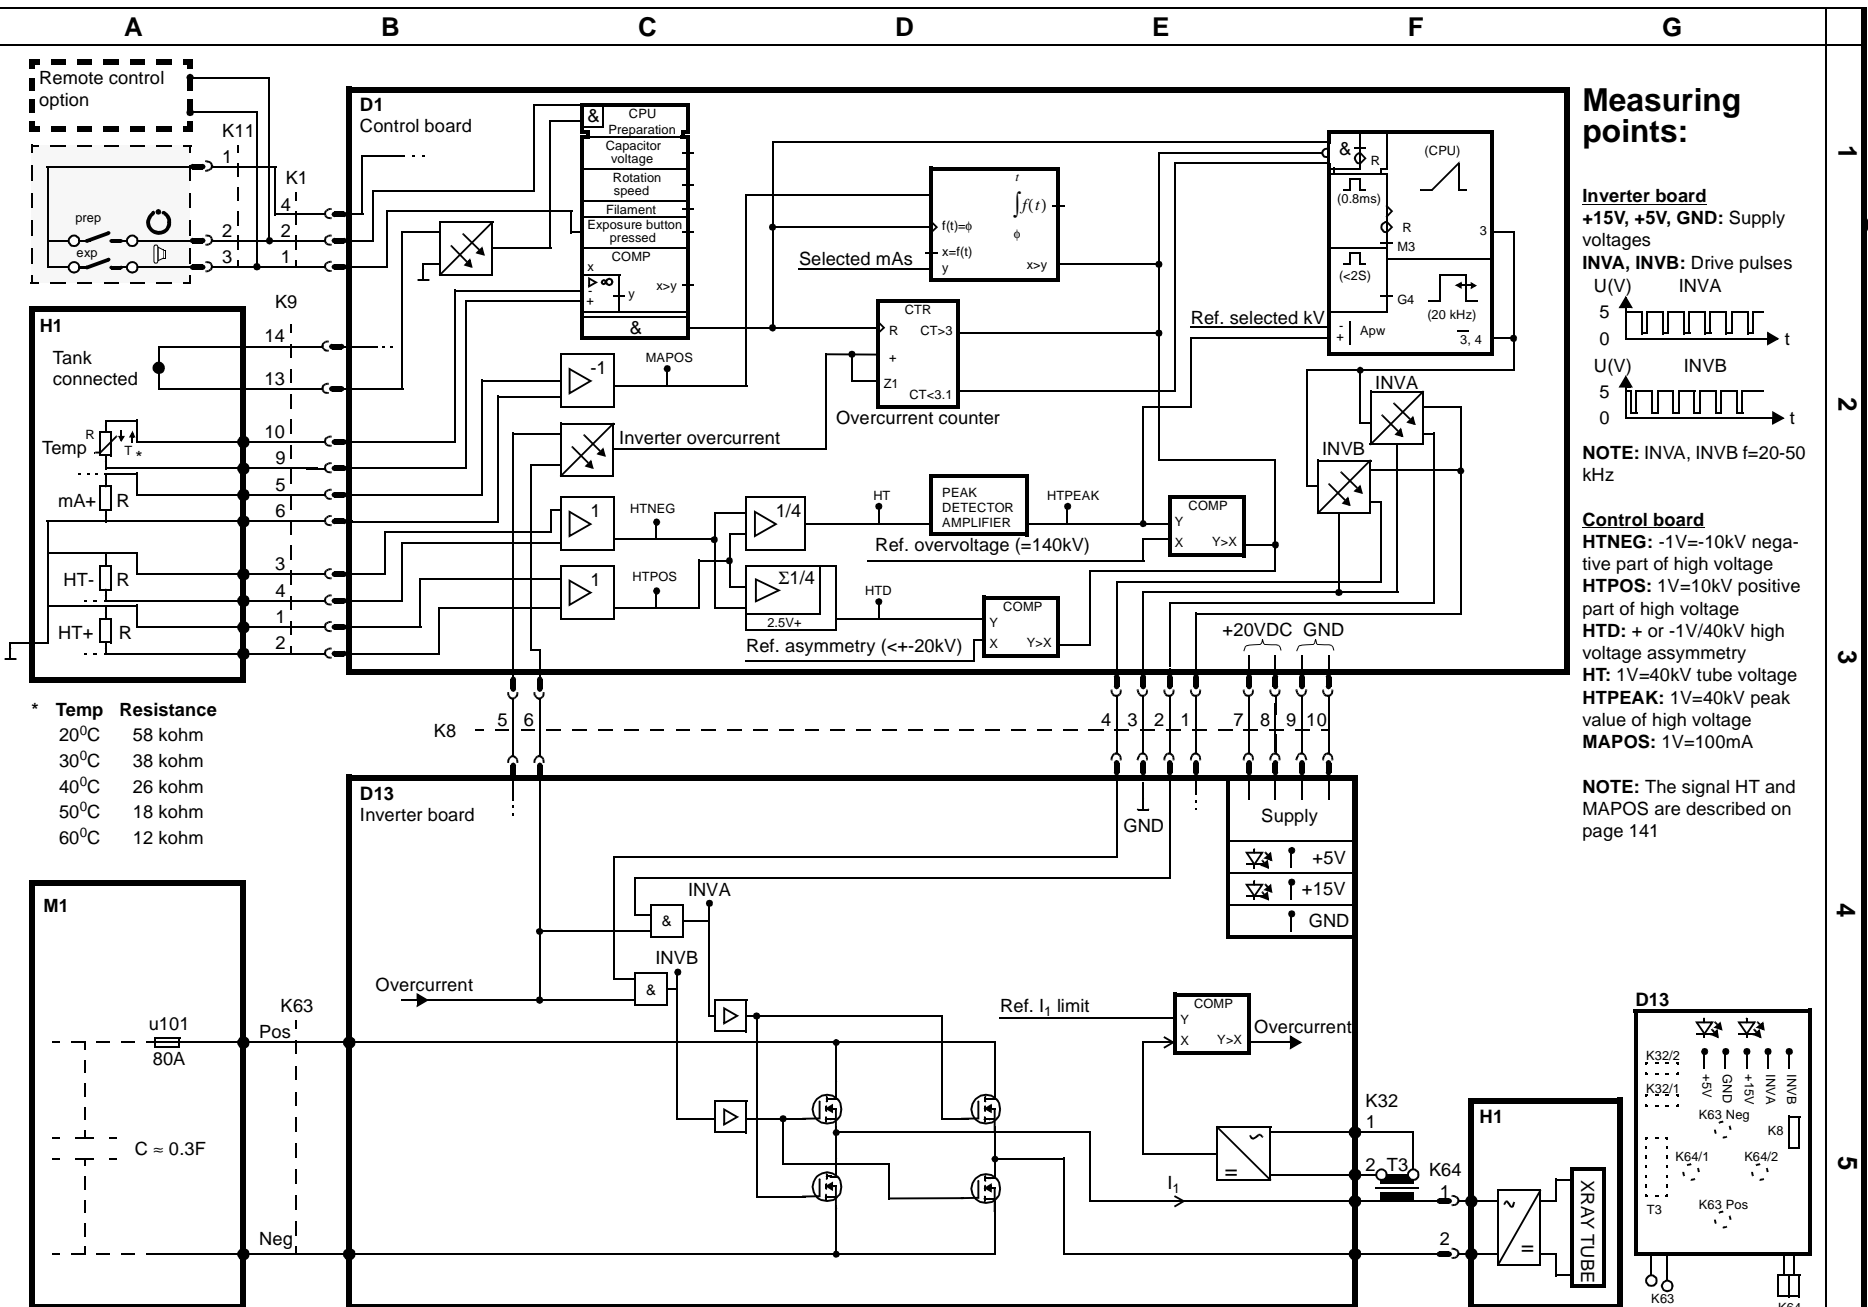 A B C D E F G
1
2
3
4
5
Remote control
option
K11
1
K1
4
prep
2 2
exp
3 1
H1
K9
Tank
connected
14
13
R
T *
Temp
10
9
5
mA+ R
6
3
HT- R
4
1
HT+ R
2
* Temp Resistance
20⁰C 58 kohm
30⁰C 38 kohm
40⁰C 26 kohm
50⁰C 18 kohm
60⁰C 12 kohm
D1
Control board
& CPU
Preparation
Capacitor
voltage
Rotation
speed
Filament
Exposure button
pressed
COMP
x
∞
-
+
y
x>y
&
-1
MAPOS
Inverter overcurrent
1
HTNEG
1
HTPOS
1/4
HT
Σ1/4
2.5V+
HTD
PEAK
DETECTOR
AMPLIFIER
HTPEAK
Ref. overvoltage (=140kV)
Ref. asymmetry (<+-20kV)
COMP
Y
X Y>X
COMP
Y
X Y>X
t
∫f(t)
ϕ
f(t)=ϕ
x=f(t)
y x>y
Selected mAs
CTR
R CT>3
+
Z1
CT<3.1
Overcurrent counter
Ref. selected kV
& R
(CPU)
(0.8ms)
R
M3
3
(<2S)
G4
(20 kHz)
-
+ Apw
3, 4
INVA
INVB
+20VDC GND
K8
5 6 4 3 2 1 7 8 9 10
D13
Inverter board
GND
Supply
+5V
+15V
GND
INVA
&
INVB
&
Overcurrent
Ref. I₁ limit
COMP
Y
X Y>X
Overcurrent
~
=
I₁
K32
1
2 T3
K64
1
2
H1
~
=
XRAY TUBE
M1
u101
80A
C ≈ 0.3F
K63
Pos
Neg
Measuring
points:
Inverter board
+15V, +5V, GND: Supply
voltages
INVA, INVB: Drive pulses
U(V) INVA
5
0 t
U(V) INVB
5
0 t
NOTE: INVA, INVB f=20-50
kHz
Control board
HTNEG: -1V=-10kV nega-
tive part of high voltage
HTPOS: 1V=10kV positive
part of high voltage
HTD: + or -1V/40kV high
voltage assymmetry
HT: 1V=40kV tube voltage
HTPEAK: 1V=40kV peak
value of high voltage
MAPOS: 1V=100mA
NOTE: The signal HT and
MAPOS are described on
page 141
D13
K32/2
K32/1
+5V
GND
+15V
INVA
INVB
K63 Neg
K8
K64/1 K64/2
T3
K63 Pos
K63
K64